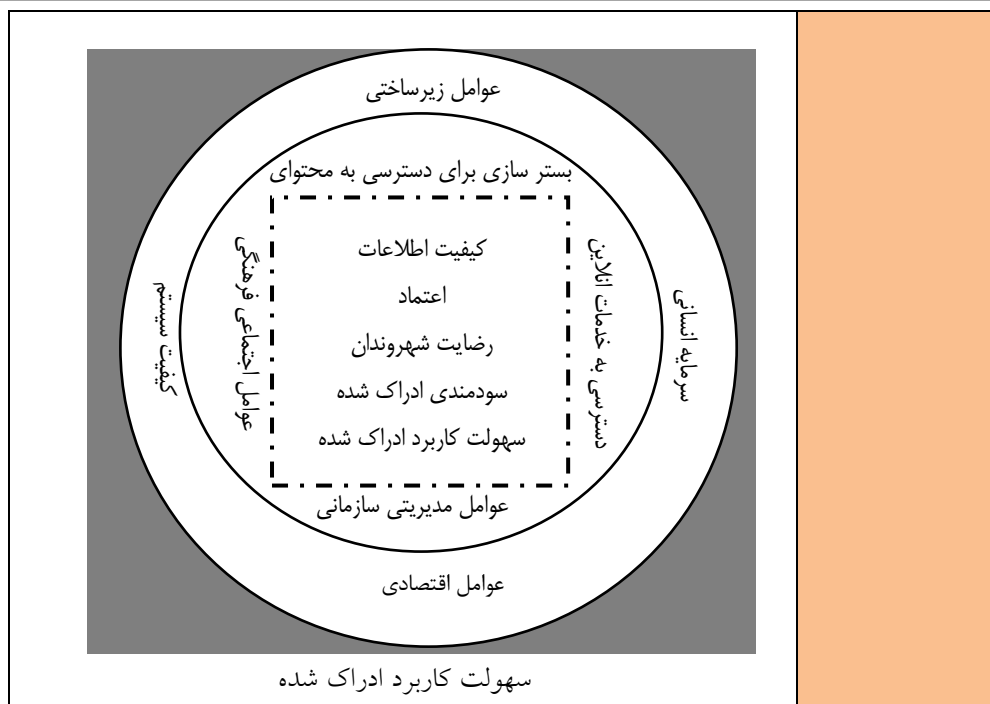 عوامل زیرساختی
بستر سازی برای دسترسی به محتوای
کیفیت اطلاعات
اعتماد
رضایت شهروندان
سودمندی ادراک شده
سهولت کاربرد ادراک شده
دسترسی به خدمات انلاین
سرمایه انسانی
عوامل اجتماعی فرهنگی
کیفیت سیستم
عوامل مدیریتی سازمانی
عوامل اقتصادی
سهولت کاربرد ادراک شده